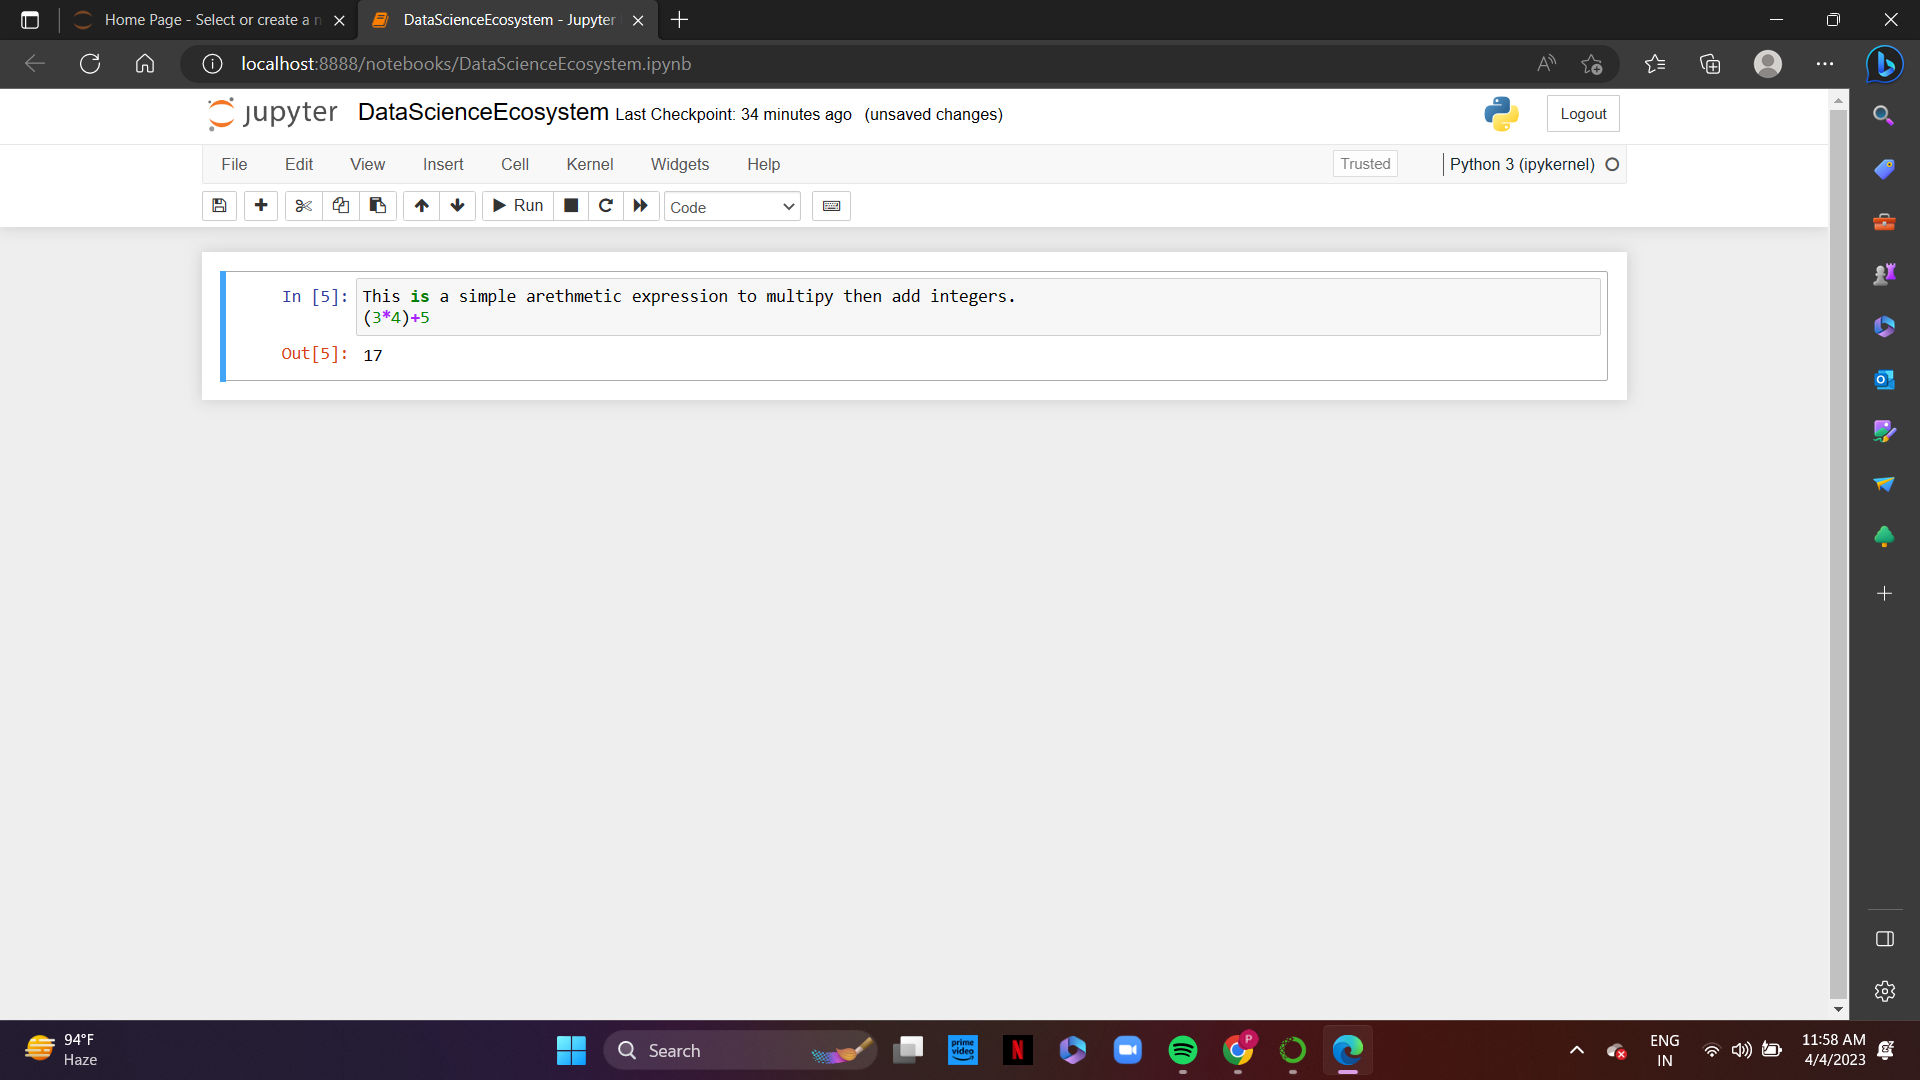 Home Page - Select or create a n
DataScienceEcosystem - Jupyter
localhost:8888/notebooks/DataScienceEcosystem.ipynb
jupyter DataScienceEcosystem Last Checkpoint: 34 minutes ago (unsaved changes)
Logout
File Edit View Insert Cell Kernel Widgets Help
Trusted
Python 3 (ipykernel)
Run
Code
In [5]: This is a simple arethmetic expression to multipy then add integers.
(3*4)+5
Out[5]: 17
94°F
Haze
Search
prime video
N
P
ENG
IN
11:58 AM
4/4/2023